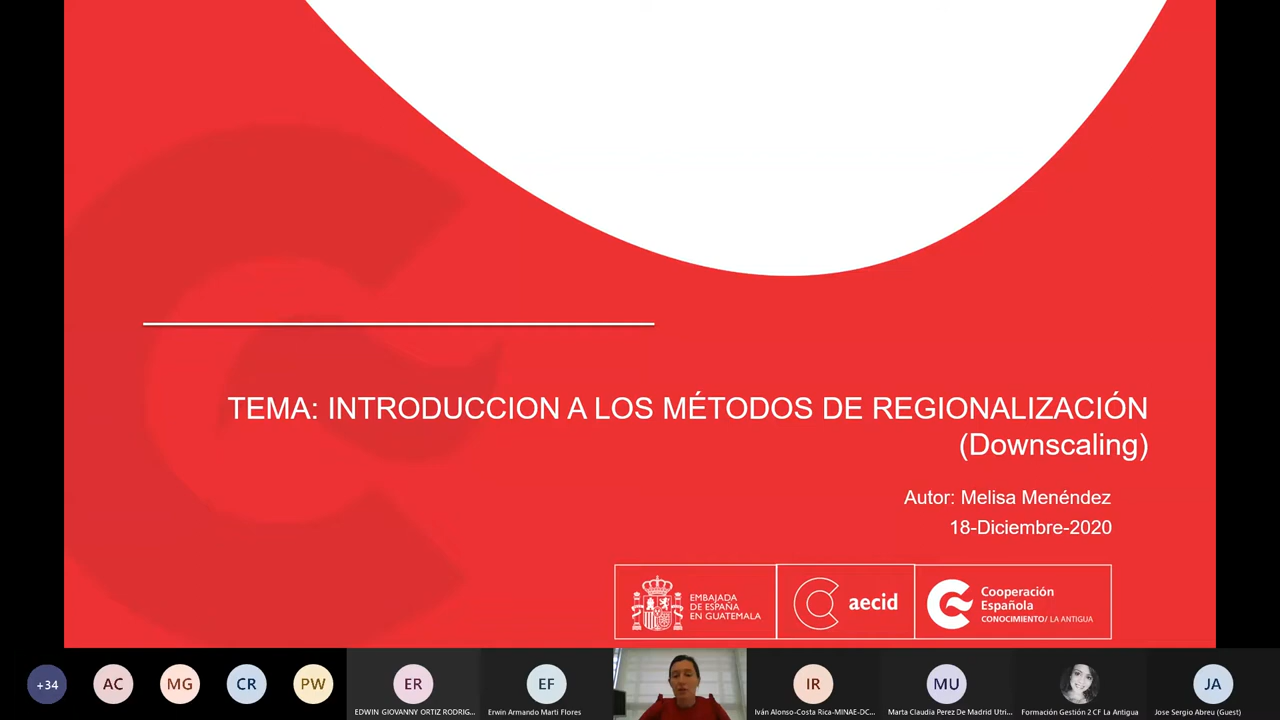 TEMA: INTRODUCCION A LOS MÉTODOS DE REGIONALIZACIÓN
(Downscaling)
Autor: Melisa Menéndez
18-Diciembre-2020
EMBAJADA
DE ESPAÑA
EN GUATEMALA
aecid
Cooperación
Española
CONOCIMIENTO/ LA ANTIGUA
+34
AC
MG
CR
PW
ER
EF
IR
MU
JA
EDWIN GIOVANNY ORTIZ RODRIG...
Erwin Armando Marti Flores
Iván Alonso-Costa Rica-MINAE-DC...
Marta Claudia Perez De Madrid Utri...
Formación Gestión 2 CF La Antigua
Jose Sergio Abreu (Guest)